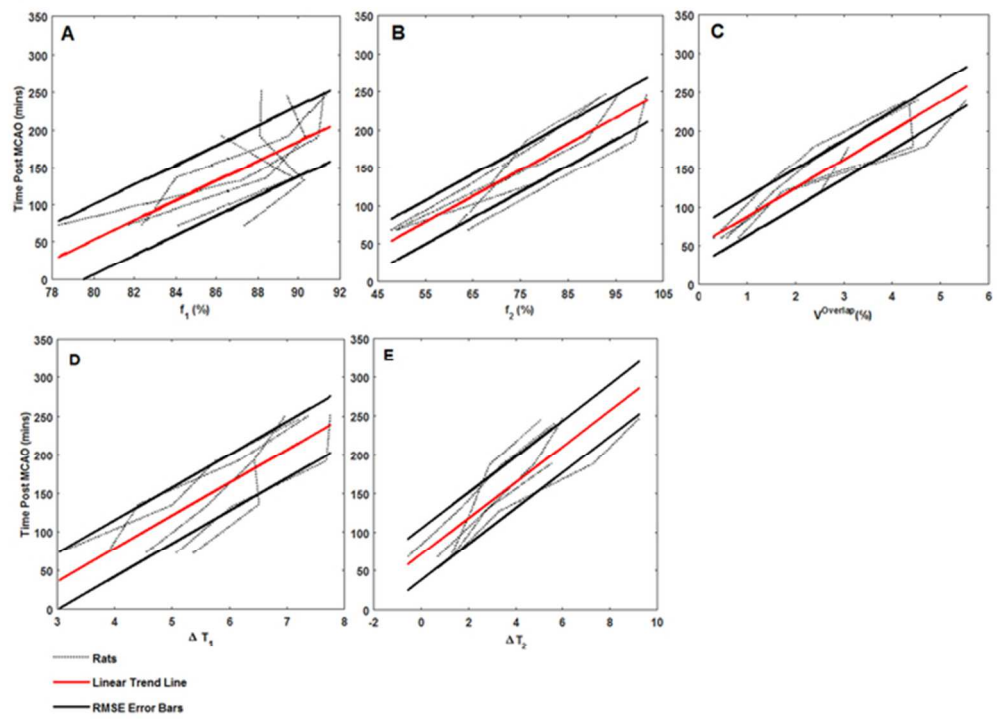 A
B
C
350
300
250
200
150
100
50
0
Time Post MCAO (mins)
78 80 82 84 86 88 90 92
f1 (%)
350
300
250
200
150
100
50
0
45 55 65 75 85 95 105
f2 (%)
350
300
250
200
150
100
50
0
0 1 2 3 4 5 6
VOverlap(%)
D
E
350
300
250
200
150
100
50
0
Time Post MCAO (mins)
3 4 5 6 7 8
Δ T1
350
300
250
200
150
100
50
0
-2 0 2 4 6 8 10
Δ T2
Rats
Linear Trend Line
RMSE Error Bars